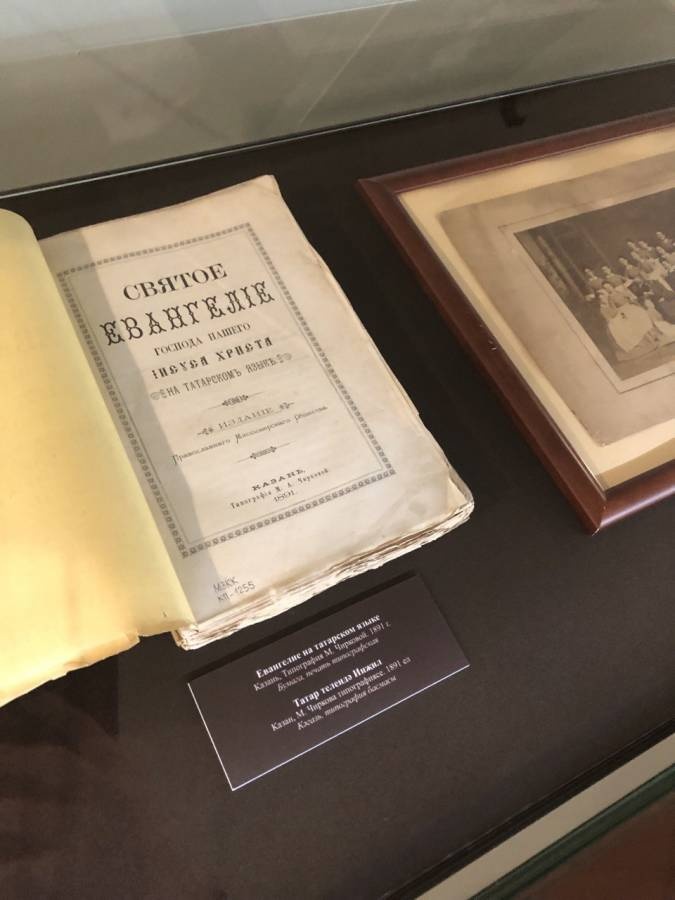 СВЯТОЕ
ЕВАНГЕЛІЕ
ГОСПОДА НАШЕГО
ІИСУСА ХРИСТА
НА ТАТАРСКОМЪ ЯЗЫКѢ
ИЗДАНІЕ
Православнаго Миссіонерскаго Общества.
КАЗАНЬ,
Типографія М. А. Чирковой.
1891.
МЗКК
КП-1255
Евангелие на татарском языке
Казань, Типография М. Чирковой. 1891 г.
Бумага, печать типографская
Татар телендә Инжил
Казан, М. Чиркова типографиясе. 1891 ел
Кәгазь, типография басмасы